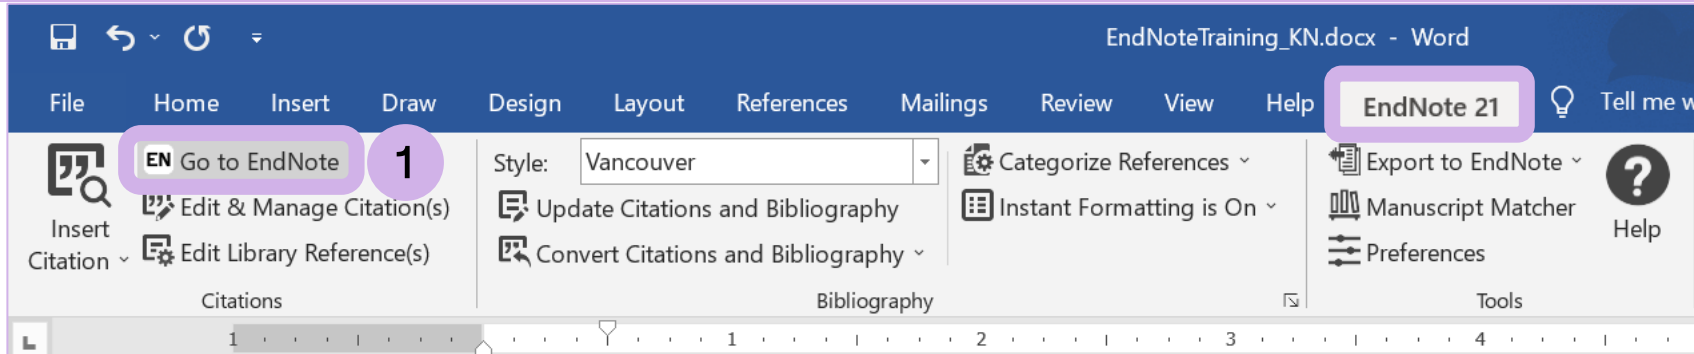 EndNoteTraining_KN.docx - Word
File Home Insert Draw Design Layout References Mailings Review View Help EndNote 21 Tell me
Insert Citation
EN Go to EndNote
1
Edit & Manage Citation(s)
Edit Library Reference(s)
Citations
Style: Vancouver
Update Citations and Bibliography
Convert Citations and Bibliography
Categorize References
Instant Formatting is On
Bibliography
Export to EndNote
Manuscript Matcher
Preferences
Help
Tools
1 1 2 3 4